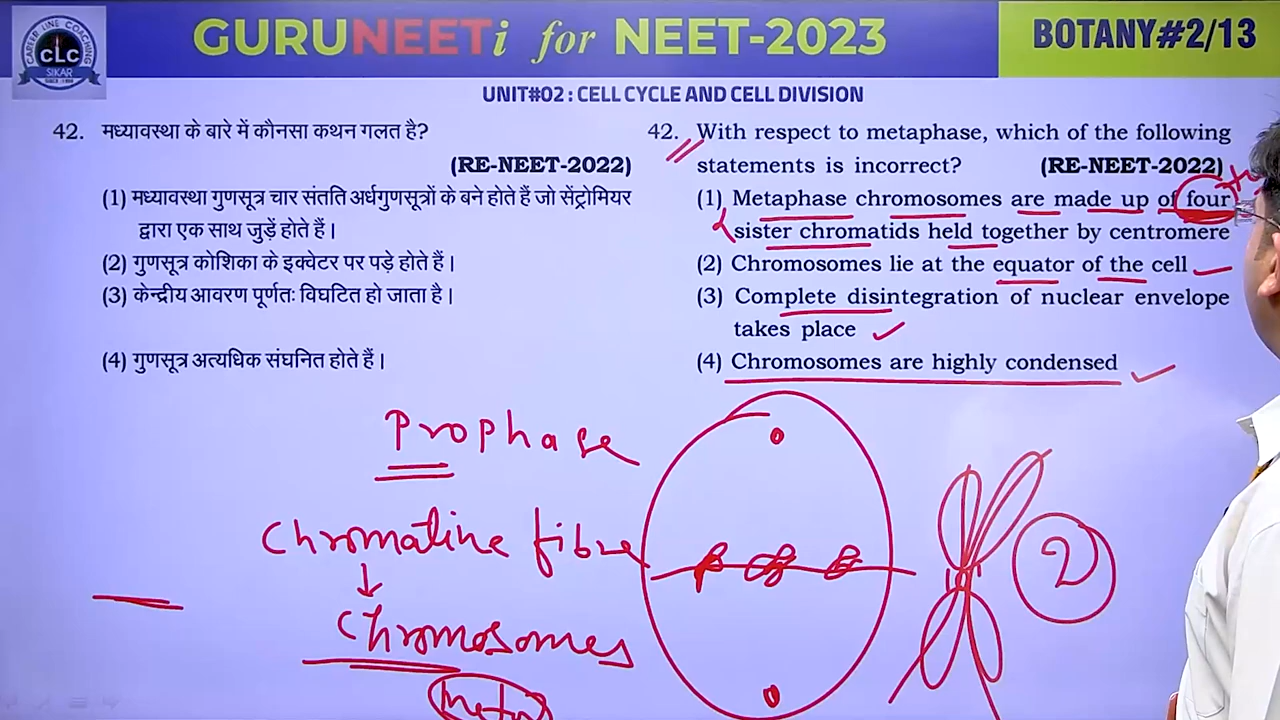 GURUNEETi for NEET-2023
BOTANY#2/13
CAREER LINE COACHING
CLC
SIKAR
UNIT#02 : CELL CYCLE AND CELL DIVISION
42. मध्यावस्था के बारे में कौनसा कथन गलत है?
(RE-NEET-2022)
(1) मध्यावस्था गुणसूत्र चार संतति अर्धगुणसूत्रों के बने होते हैं जो सेंट्रोमियर
द्वारा एक साथ जुड़ें होते हैं।
(2) गुणसूत्र कोशिका के इक्वेटर पर पड़े होते हैं।
(3) केन्द्रीय आवरण पूर्णतः विघटित हो जाता है।
(4) गुणसूत्र अत्यधिक संघनित होते हैं।
42. With respect to metaphase, which of the following
statements is incorrect? (RE-NEET-2022)
(1) Metaphase chromosomes are made up of four
sister chromatids held together by centromere
(2) Chromosomes lie at the equator of the cell
(3) Complete disintegration of nuclear envelope
takes place
(4) Chromosomes are highly condensed
Prophase
Chromatine fibre
Chromosomes
2